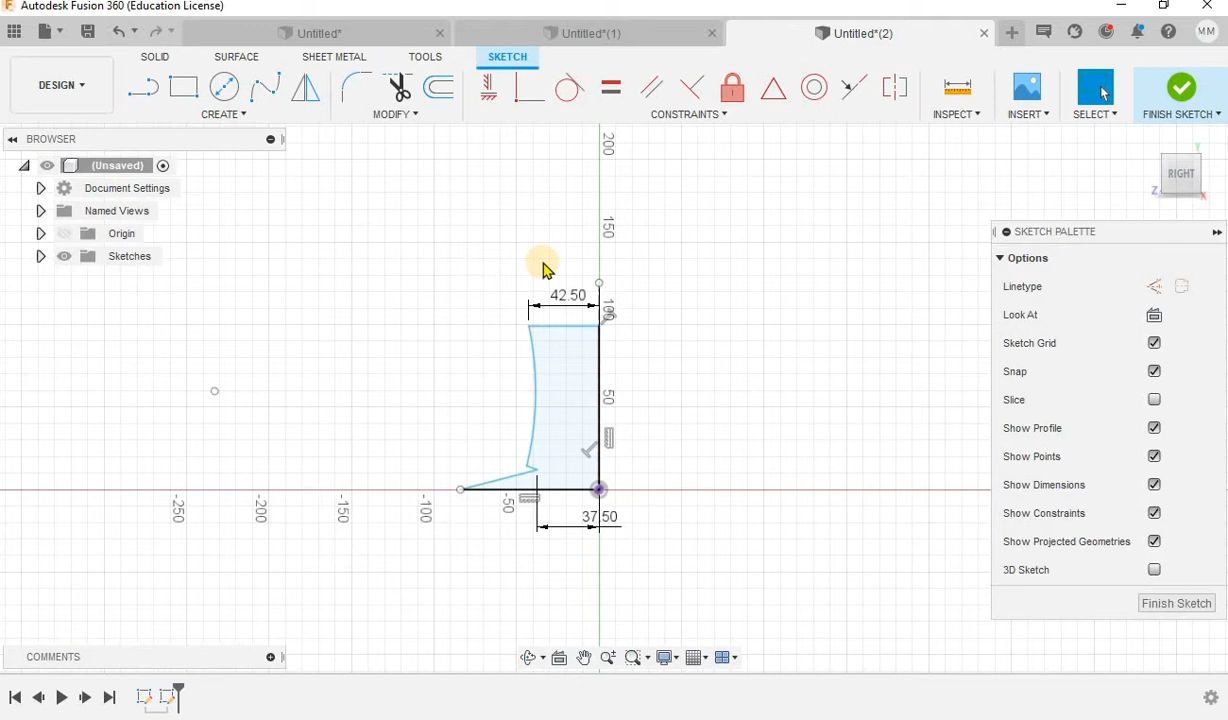 Autodesk Fusion 360 (Education License)
Untitled*
Untitled*(1)
Untitled*(2)
MM
DESIGN
SOLID
SURFACE
SHEET METAL
TOOLS
SKETCH
CREATE
MODIFY
CONSTRAINTS
INSPECT
INSERT
SELECT
FINISH SKETCH
BROWSER
(Unsaved)
Document Settings
Named Views
Origin
Sketches
RIGHT
Y
Z
X
SKETCH PALETTE
Options
Linetype
Look At
Sketch Grid
Snap
Slice
Show Profile
Show Points
Show Dimensions
Show Constraints
Show Projected Geometries
3D Sketch
Finish Sketch
200
150
100
50
42.50
37.50
-250
-200
-150
-100
-50
COMMENTS